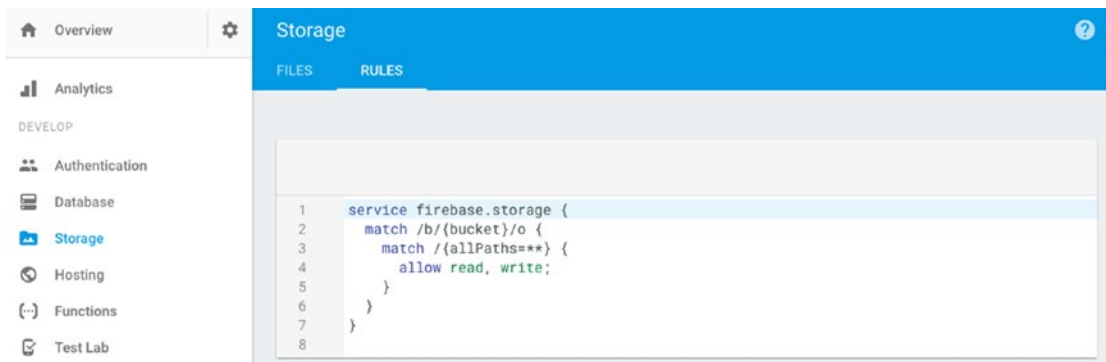 Overview
Analytics
DEVELOP
Authentication
Database
Storage
Hosting
Functions
Test Lab
Storage
FILES RULES
1 service firebase.storage {
2 match /b/{bucket}/o {
3 match /{allPaths=**} {
4 allow read, write;
5 }
6 }
7 }
8